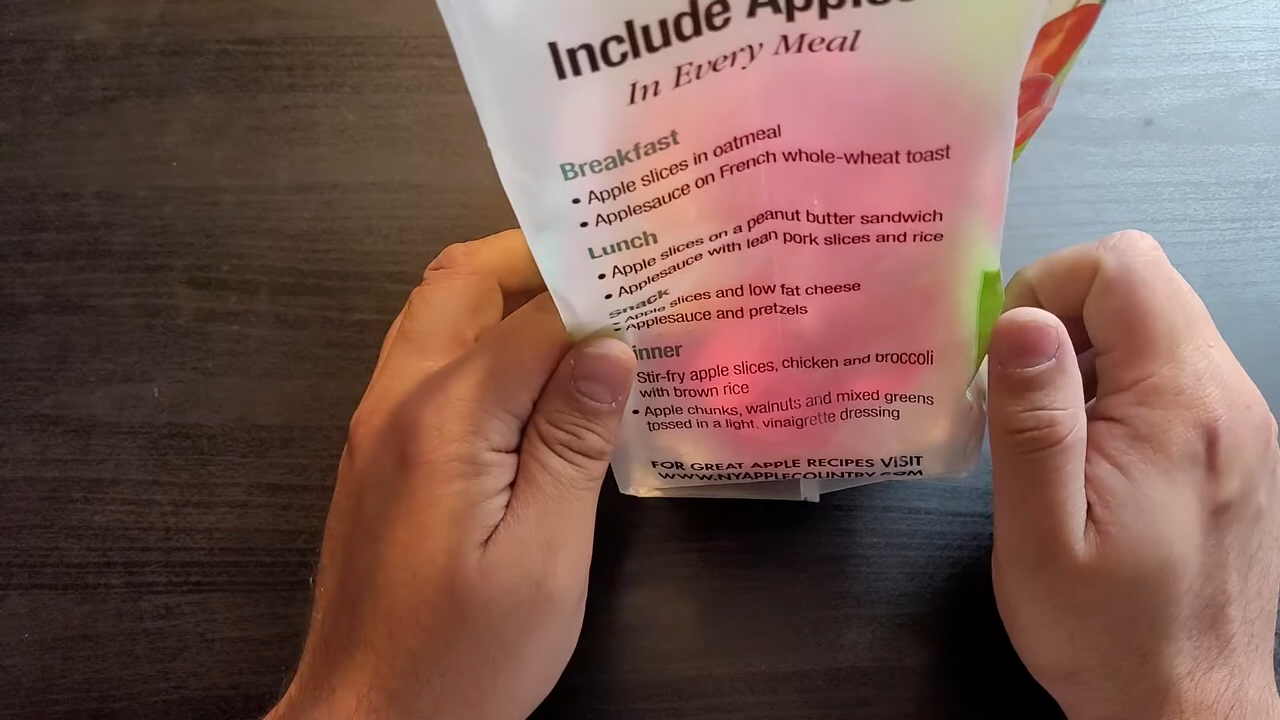 Include Apples
In Every Meal
Breakfast
• Apple slices in oatmeal
• Applesauce on French whole-wheat toast
Lunch
• Apple slices on a peanut butter sandwich
• Applesauce with lean pork slices and rice
Snack
• Apple slices and low fat cheese
• Applesauce and pretzels
inner
Stir-fry apple slices, chicken and broccoli
with brown rice
• Apple chunks, walnuts and mixed greens
tossed in a light, vinaigrette dressing
FOR GREAT APPLE RECIPES VISIT
WWW.NYAPPLECOUNTRY.COM